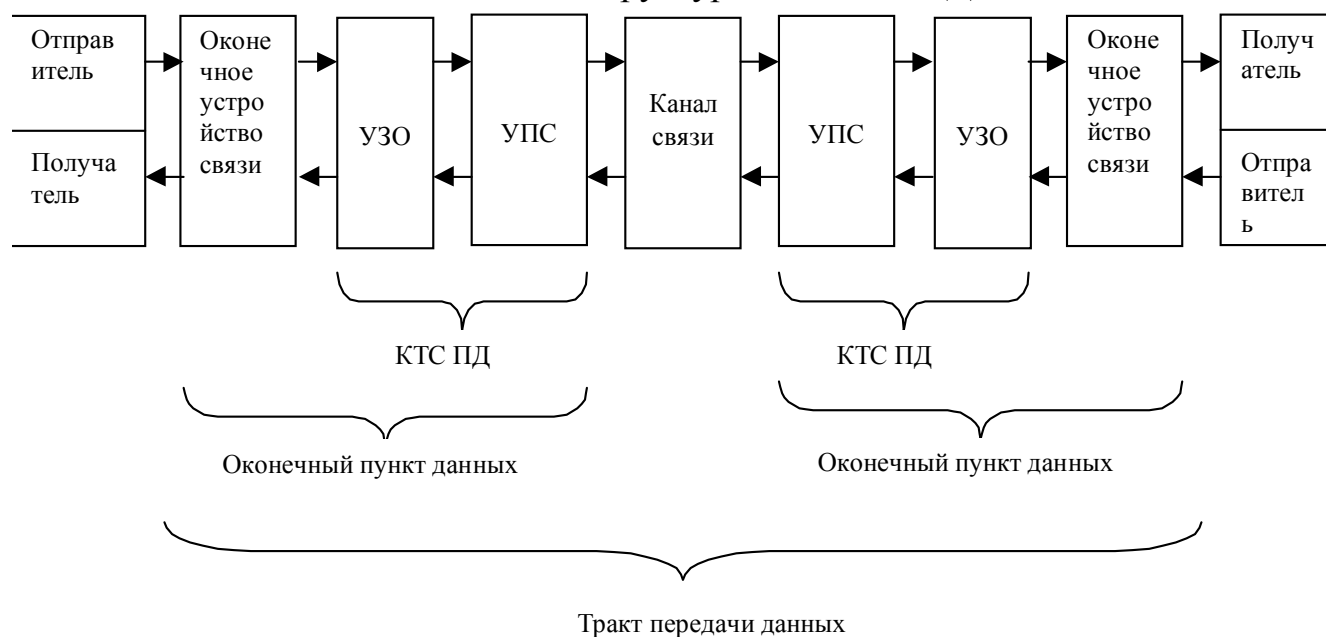 Отправ
итель
Получа
тель
Оконе
чное
устро
йство
связи
УЗО
УПС
Канал
связи
УПС
УЗО
Оконе
чное
устро
йство
связи
Получ
атель
Отпра
вител
ь
КТС ПД
КТС ПД
Оконечный пункт данных
Оконечный пункт данных
Тракт передачи данных